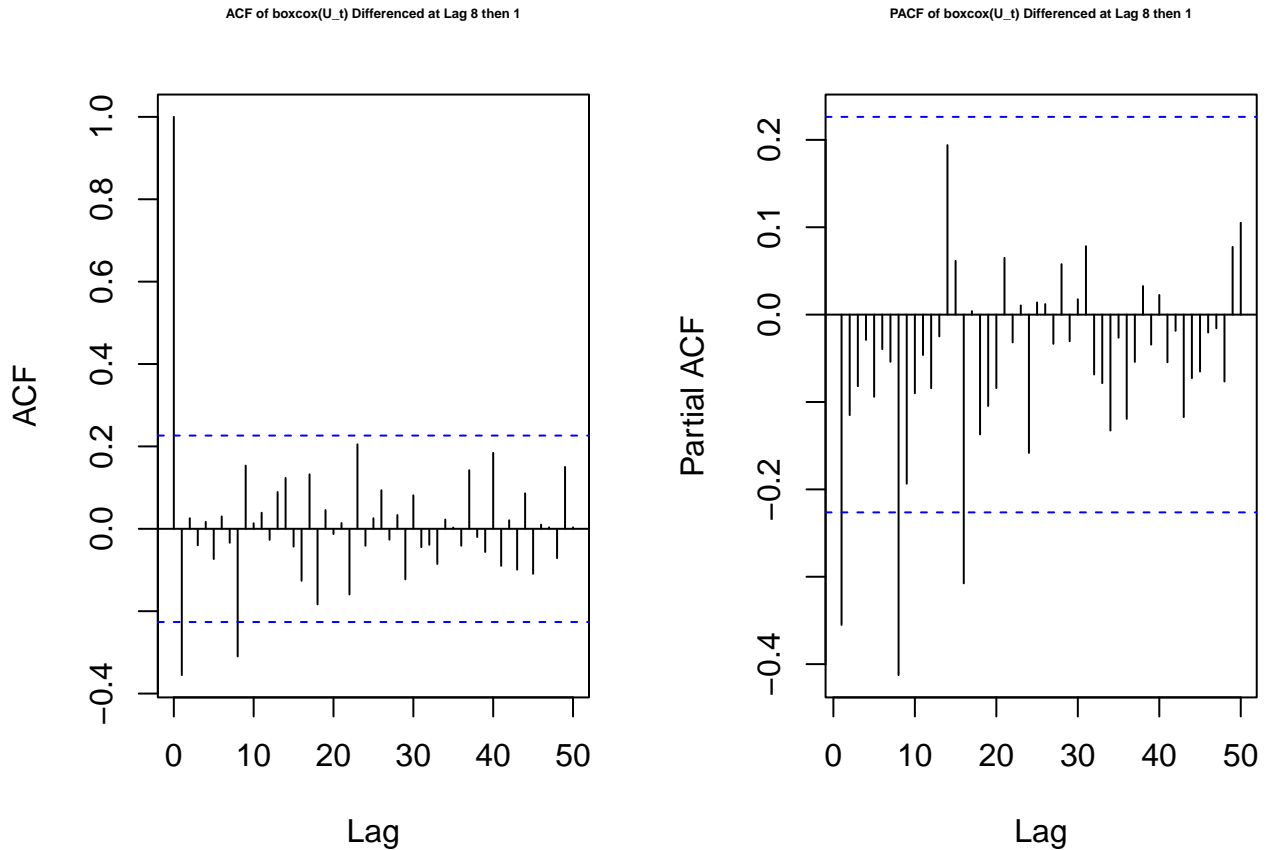 ACF of boxcox(U_t) Differenced at Lag 8 then 1
ACF
1.0
0.8
0.6
0.4
0.2
0.0
−0.4
0 10 20 30 40 50
Lag
PACF of boxcox(U_t) Differenced at Lag 8 then 1
Partial ACF
0.2
0.1
0.0
−0.2
−0.4
0 10 20 30 40 50
Lag